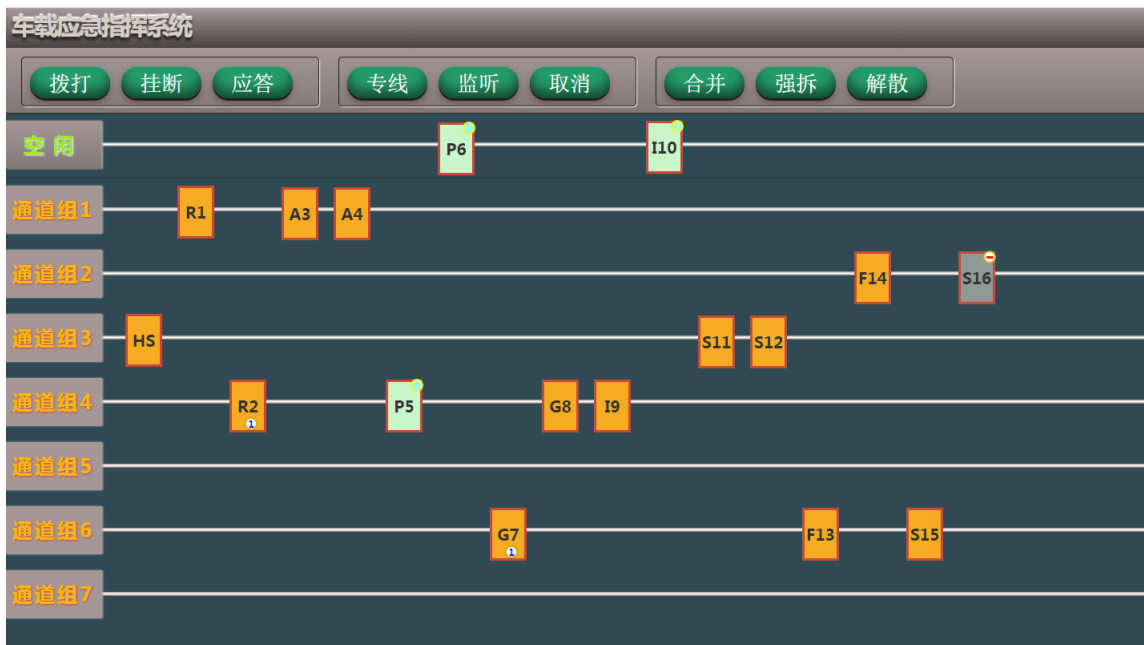 车载应急指挥系统
拨打 挂断 应答 专线 监听 取消 合并 强拆 解散
空闲 P6 I10
通道组1 R1 A3 A4
通道组2 F14 S16
通道组3 HS S11 S12
通道组4 R2 1 P5 G8 I9
通道组5
通道组6 G7 1 F13 S15
通道组7